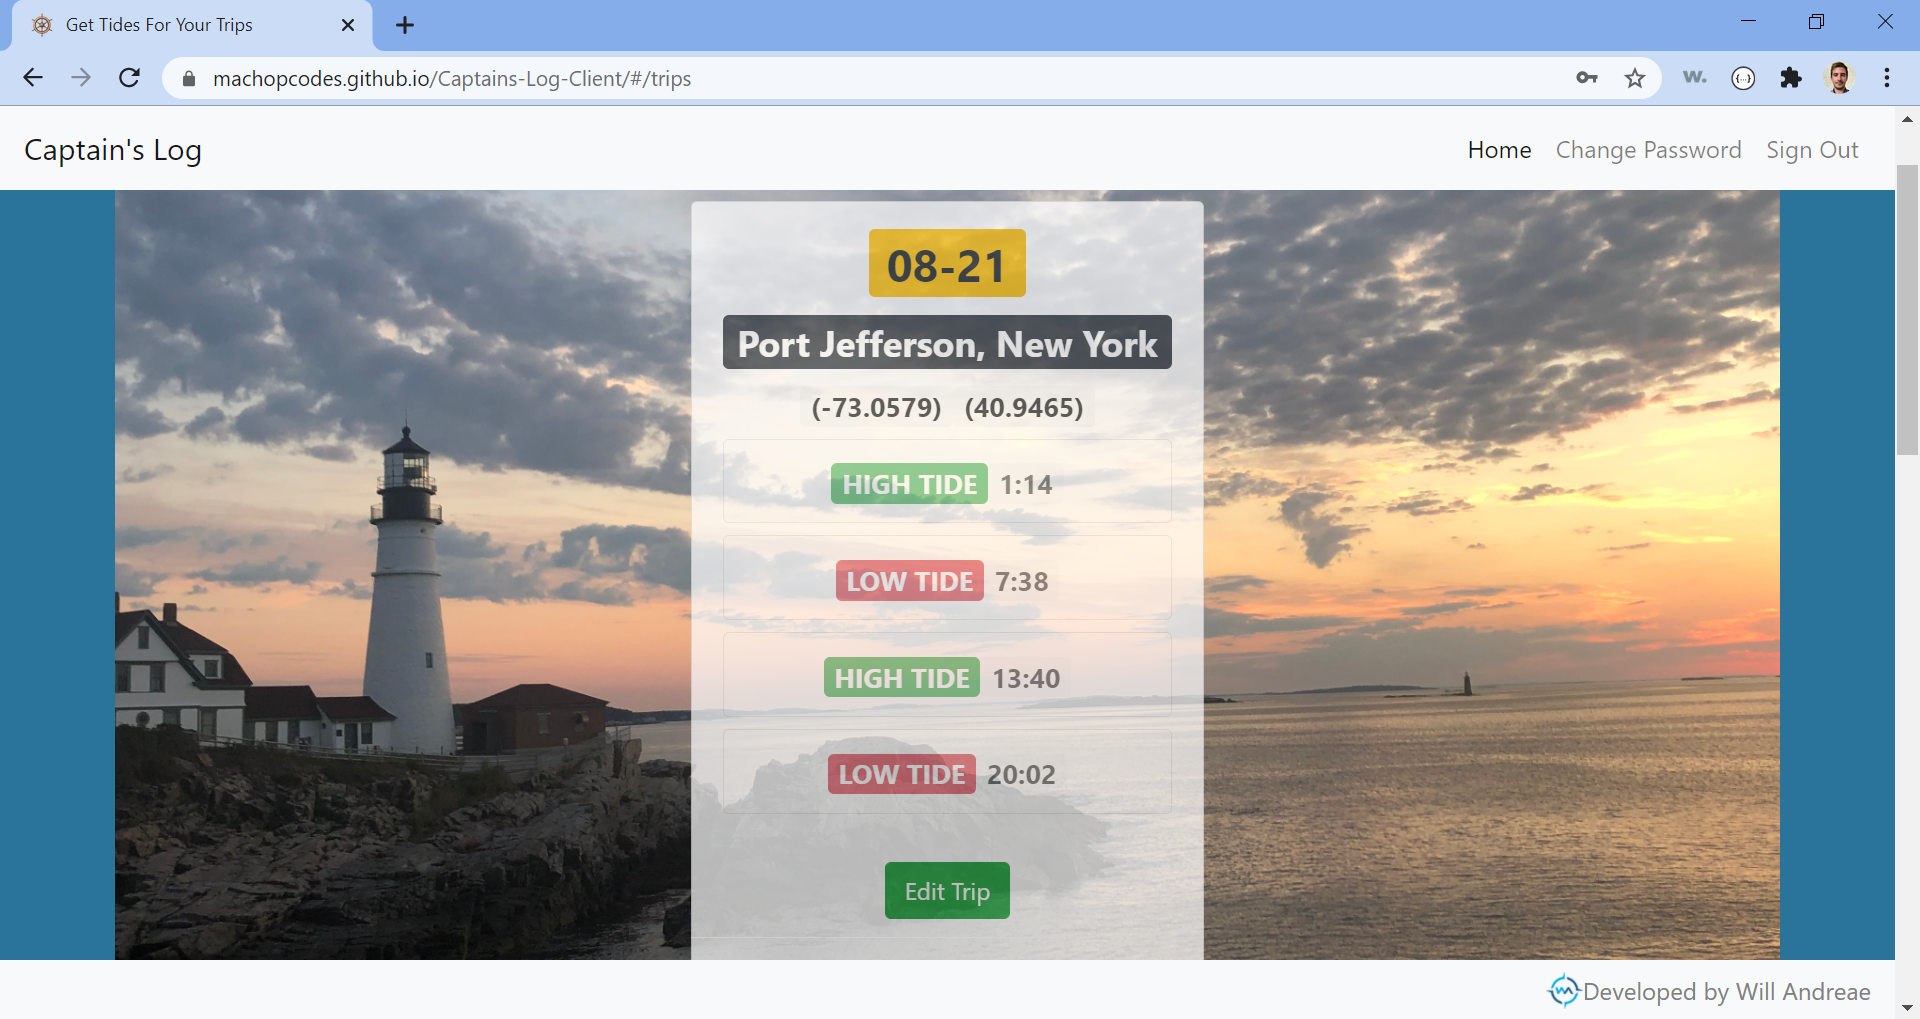 Get Tides For Your Trips
machopcodes.github.io/Captains-Log-Client/#/trips
w.
Captain's Log
Home Change Password Sign Out
08-21
Port Jefferson, New York
(-73.0579) (40.9465)
HIGH TIDE 1:14
LOW TIDE 7:38
HIGH TIDE 13:40
LOW TIDE 20:02
Edit Trip
Developed by Will Andreae